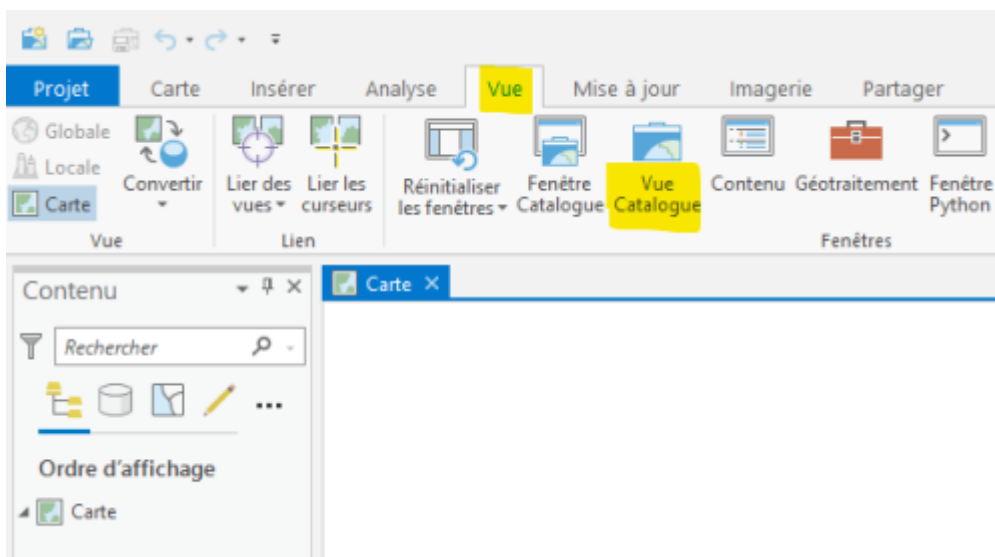 Projet Carte Insérer Analyse Vue Mise à jour Imagerie Partager
Globale
Locale
Carte
Convertir
Lier des
vues
Lier les
curseurs
Réinitialiser
les fenêtres
Fenêtre
Catalogue
Vue
Catalogue
Contenu
Géotraitement
Fenêtre
Python
Vue Lien Fenêtres
Contenu
Carte
Rechercher
Ordre d'affichage
Carte